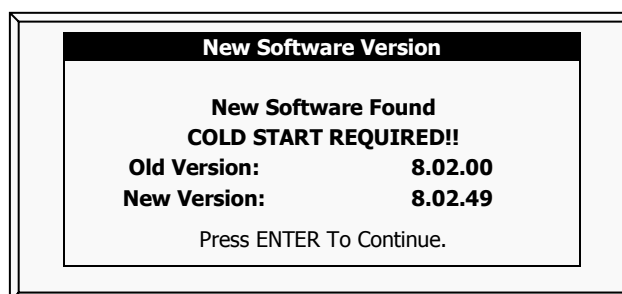 New Software Version
New Software Found
COLD START REQUIRED!!
Old Version: 8.02.00
New Version: 8.02.49
Press ENTER To Continue.